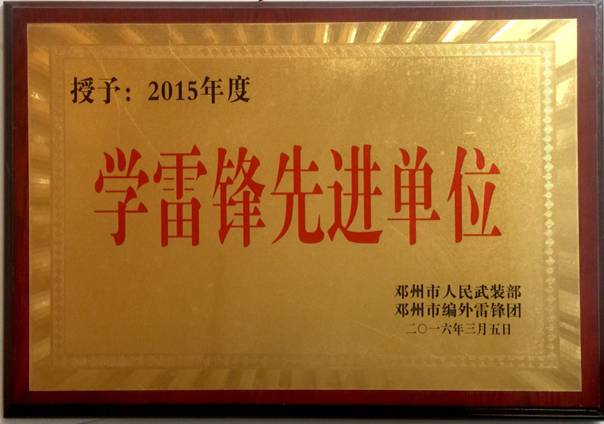 授予：2015年度
学雷锋先进单位
邓州市人民武装部
邓州市编外雷锋团
二〇一六年三月五日